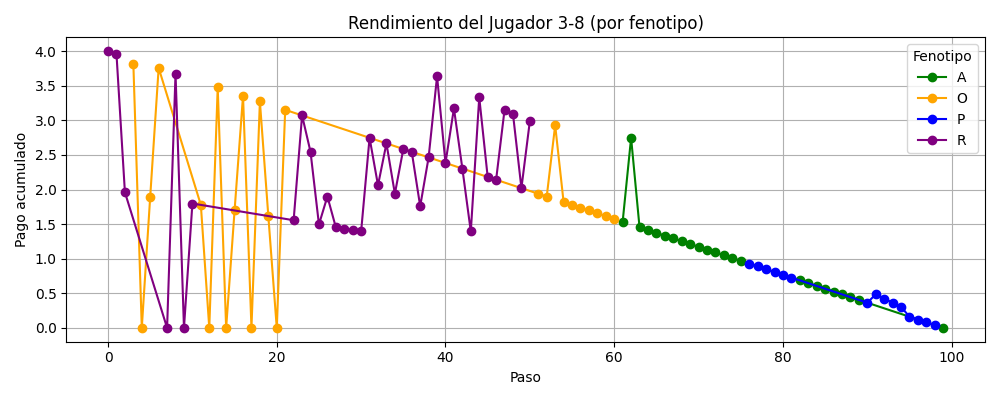 Rendimiento del Jugador 3-8 (por fenotipo)
Pago acumulado
4.0
3.5
3.0
2.5
2.0
1.5
1.0
0.5
0.0
Fenotipo
A
O
P
R
0 20 40 60 80 100
Paso